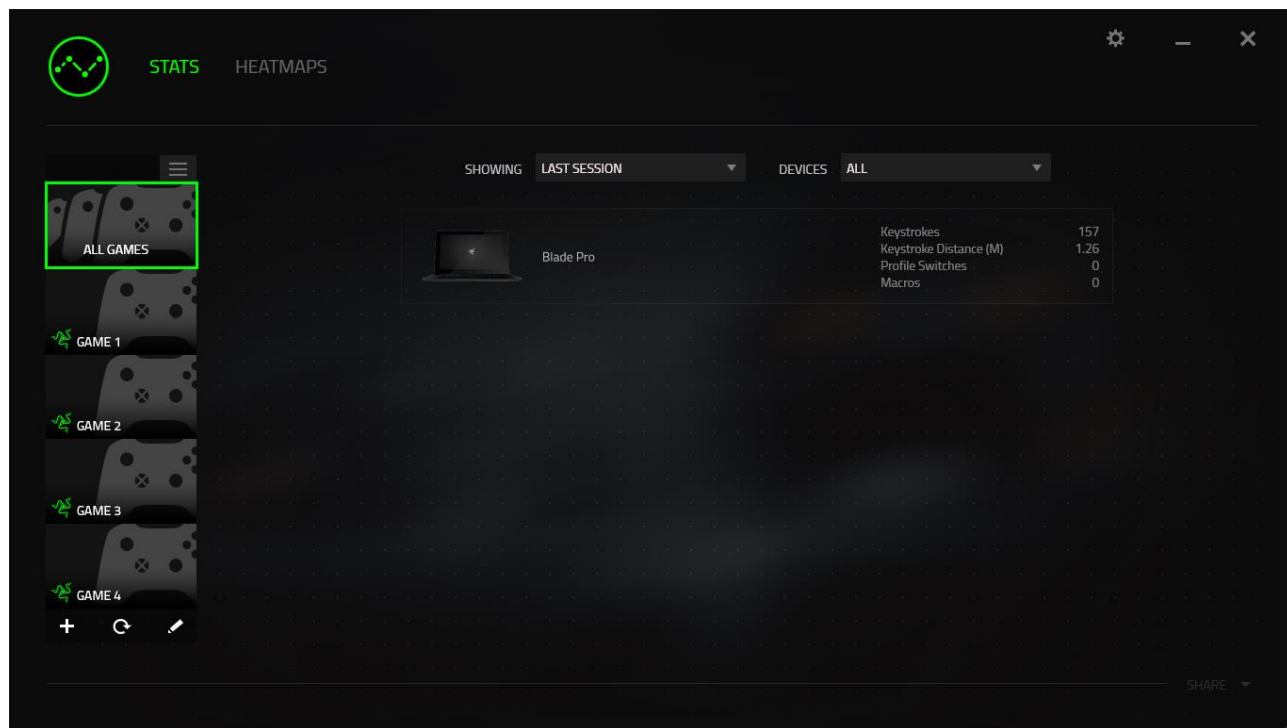 STATS HEATMAPS
SHOWING LAST SESSION DEVICES ALL
ALL GAMES
Blade Pro
Keystrokes 157
Keystroke Distance (M) 1.26
Profile Switches 0
Macros 0
GAME 1
GAME 2
GAME 3
GAME 4
SHARE